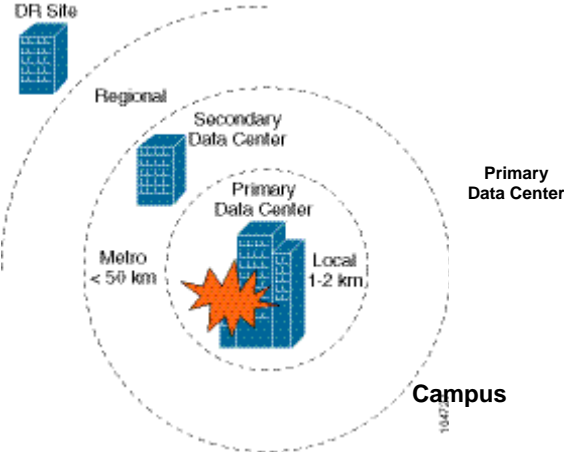 DR Site
Regional
Secondary
Data Center
Primary
Data Center
Primary
Data Center
Metro
< 50 km
Local
1-2 km
Campus